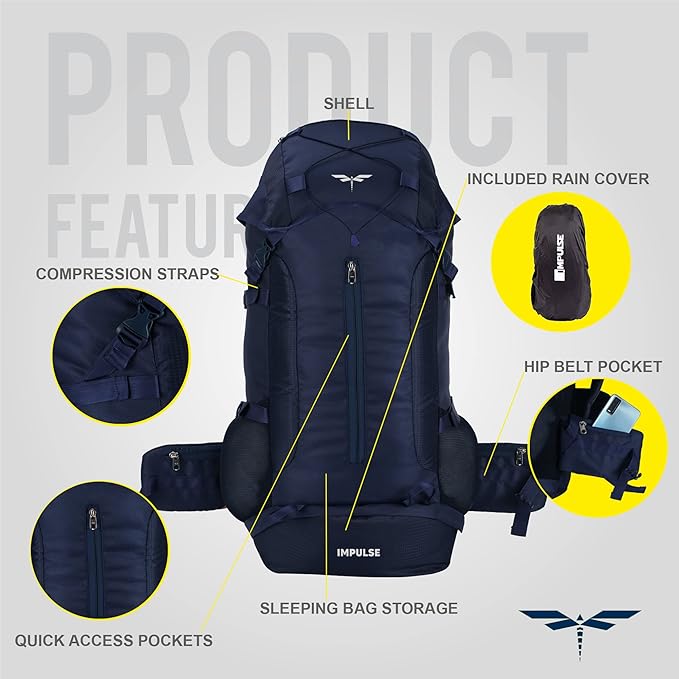 PRODUCT
FEATUR
SHELL
INCLUDED RAIN COVER
IMPULSE
COMPRESSION STRAPS
HIP BELT POCKET
IMPULSE
SLEEPING BAG STORAGE
QUICK ACCESS POCKETS